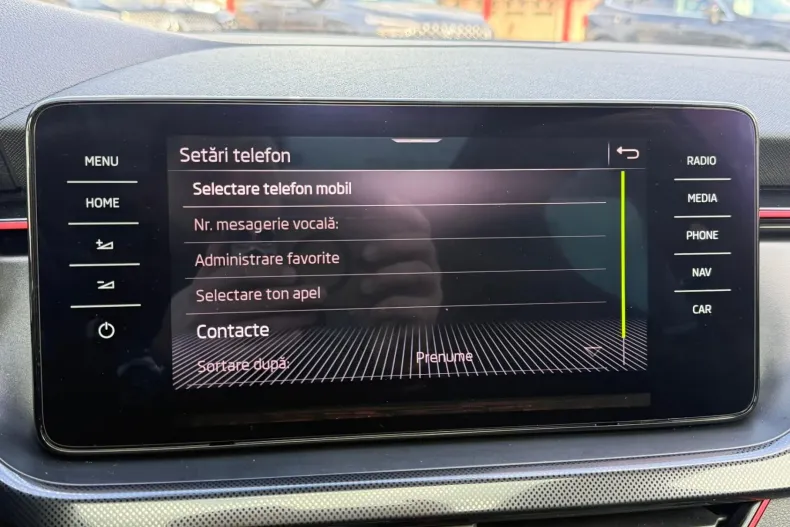 MENU
HOME
Setări telefon
Selectare telefon mobil
Nr. mesagerie vocală:
Administrare favorite
Selectare ton apel
Contacte
Sortare după: Prenume
RADIO
MEDIA
PHONE
NAV
CAR